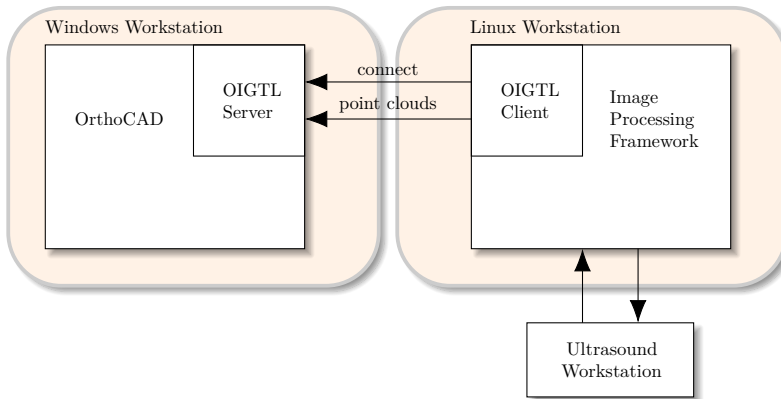 Windows Workstation
OrthoCAD
OIGTL
Server
connect
point clouds
Linux Workstation
OIGTL
Client
Image
Processing
Framework
Ultrasound
Workstation